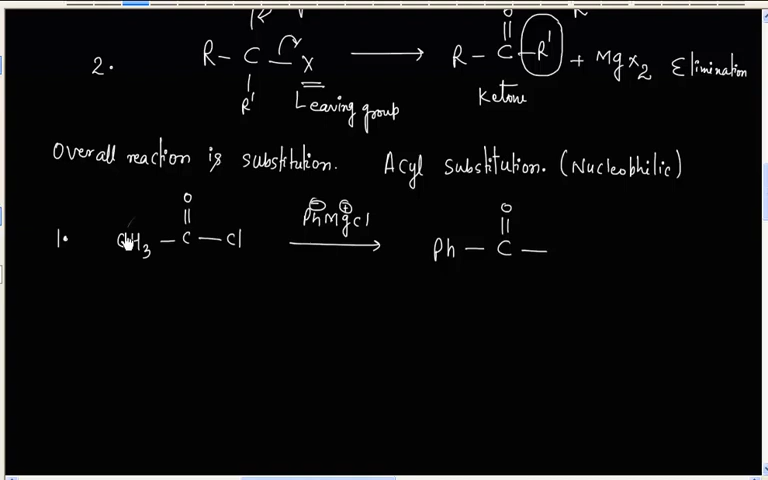 O O
2. R - C - X → R - C - R' + MgX2 Elimination
R' Leaving group Ketone
Overall reaction is substitution. Acyl substitution. (Nucleophilic)
O PhMgCl O
1. CH3 - C - Cl → Ph - C -